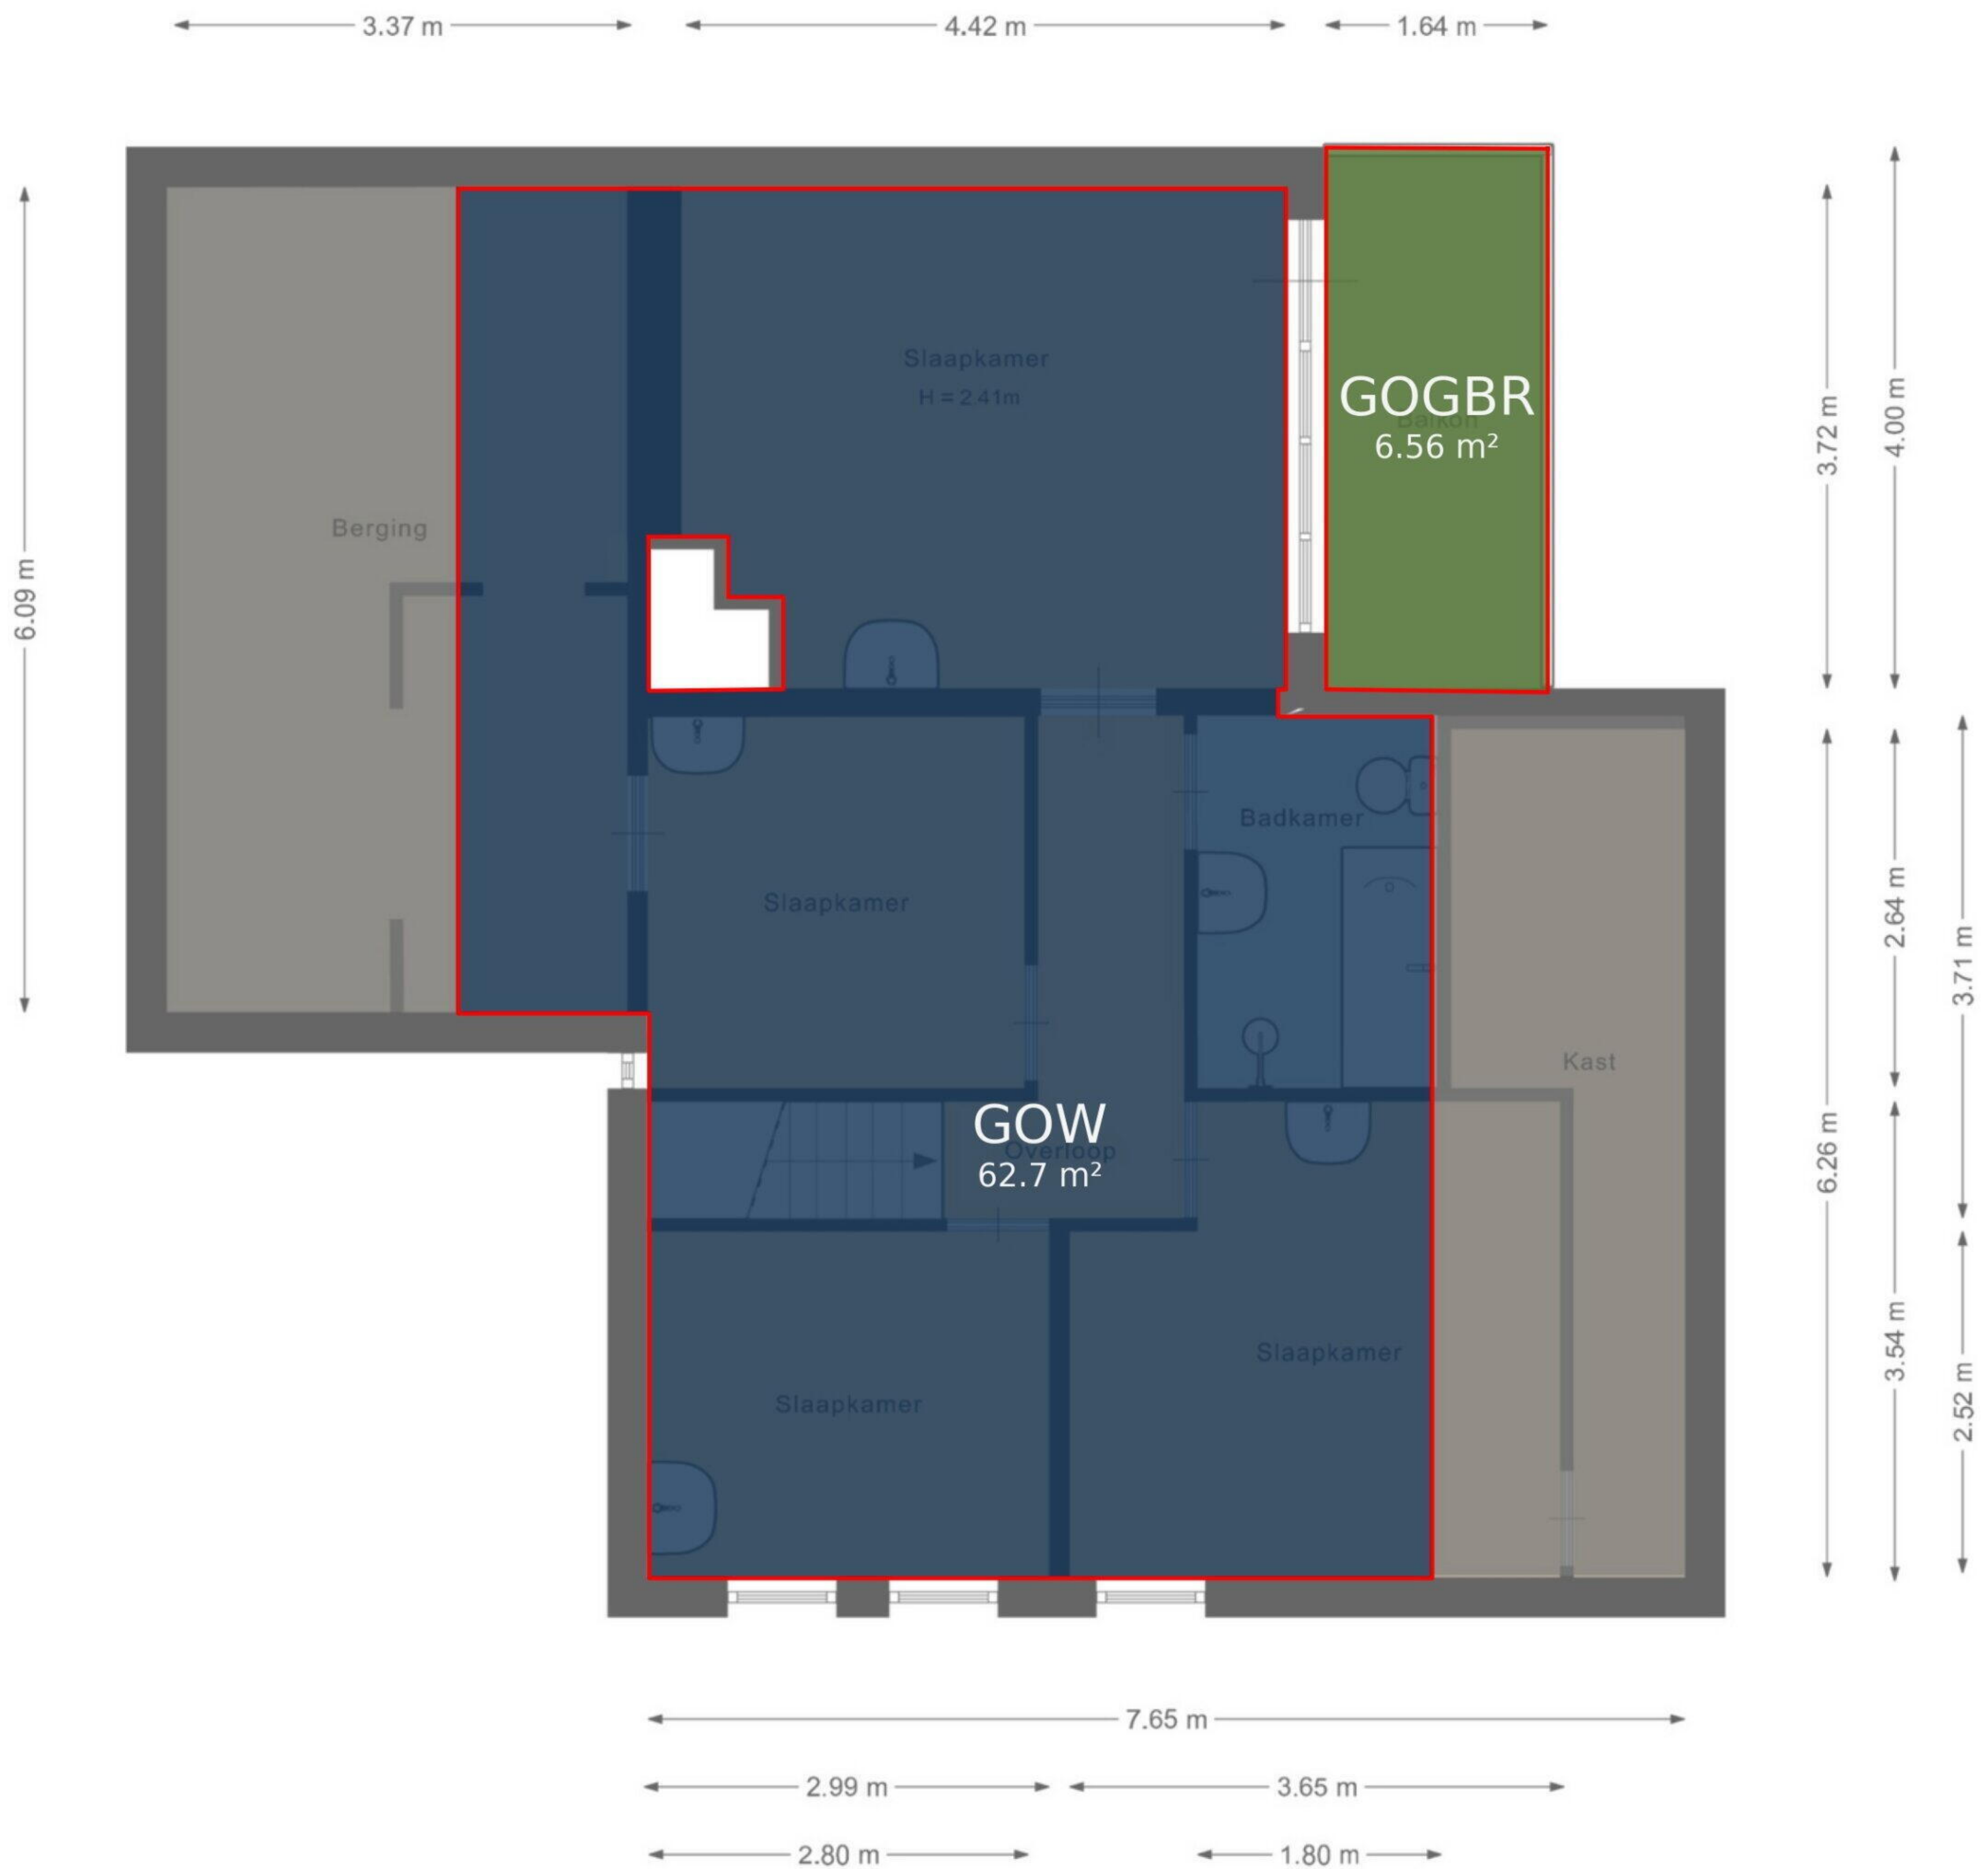 3.37 m
4.42 m
1.64 m
Slaapkamer
H = 2.41m
GOGBR
Balkon
6.56 m²
3.72 m
4.00 m
Berging
6.09 m
Badkamer
Slaapkamer
2.64 m
3.71 m
Kast
GOW
Overloop
62.7 m²
6.26 m
Slaapkamer
3.54 m
Slaapkamer
2.52 m
7.65 m
2.99 m
3.65 m
2.80 m
1.80 m